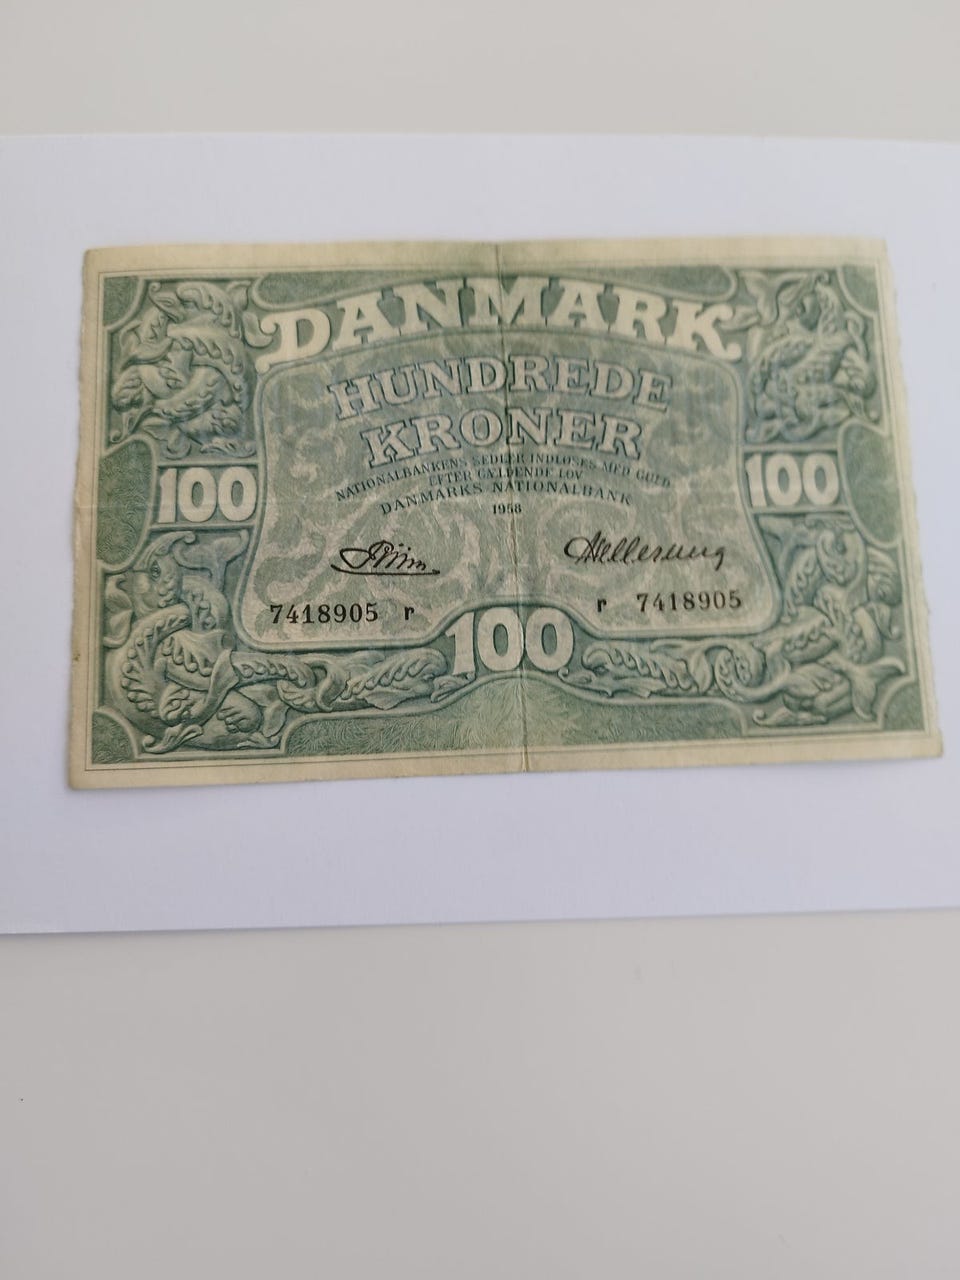 DANMARK
HUNDREDE
KRONER
NATIONALBANKENS SEDLER INDLØSES MED GULD
EFTER GÆLDENDE LOV
DANMARKS NATIONALBANK
1958
100 100
7418905 r r 7418905
100